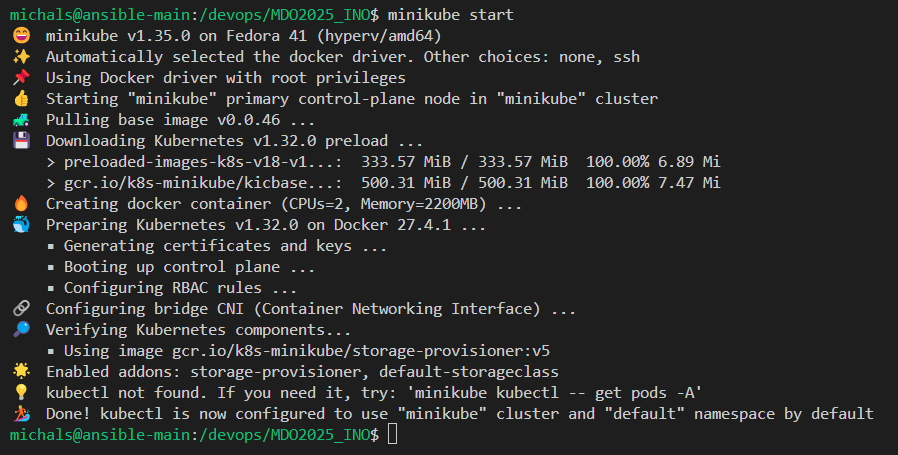 michals@ansible-main:/devops/MDO2025_INO$ minikube start
😄 minikube v1.35.0 on Fedora 41 (hyperv/amd64)
✨ Automatically selected the docker driver. Other choices: none, ssh
📌 Using Docker driver with root privileges
👍 Starting "minikube" primary control-plane node in "minikube" cluster
🚜 Pulling base image v0.0.46 ...
💾 Downloading Kubernetes v1.32.0 preload ...
> preloaded-images-k8s-v18-v1...: 333.57 MiB / 333.57 MiB 100.00% 6.89 Mi
> gcr.io/k8s-minikube/kicbase...: 500.31 MiB / 500.31 MiB 100.00% 7.47 Mi
🔥 Creating docker container (CPUs=2, Memory=2200MB) ...
🐳 Preparing Kubernetes v1.32.0 on Docker 27.4.1 ...
▪ Generating certificates and keys ...
▪ Booting up control plane ...
▪ Configuring RBAC rules ...
🔗 Configuring bridge CNI (Container Networking Interface) ...
🔎 Verifying Kubernetes components...
▪ Using image gcr.io/k8s-minikube/storage-provisioner:v5
🌟 Enabled addons: storage-provisioner, default-storageclass
💡 kubectl not found. If you need it, try: 'minikube kubectl -- get pods -A'
🏄 Done! kubectl is now configured to use "minikube" cluster and "default" namespace by default
michals@ansible-main:/devops/MDO2025_INO$